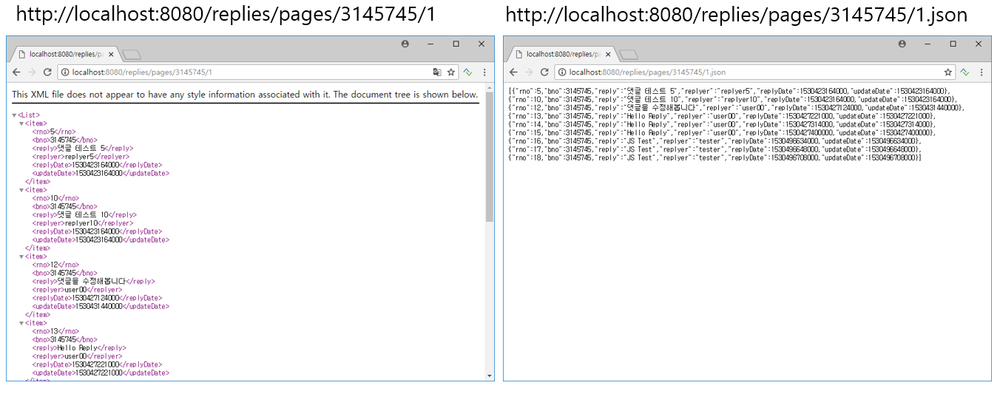 http://localhost:8080/replies/pages/3145745/1
localhost:8080/replies/p
localhost:8080/replies/pages/3145745/1
This XML file does not appear to have any style information associated with it. The document tree is shown below.
<List>
<item>
<rno>5</rno>
<bno>3145745</bno>
<reply>댓글 테스트 5</reply>
<replyer>replyer5</replyer>
<replyDate>1530423164000</replyDate>
<updateDate>1530423164000</updateDate>
</item>
<item>
<rno>10</rno>
<bno>3145745</bno>
<reply>댓글 테스트 10</reply>
<replyer>replyer10</replyer>
<replyDate>1530423164000</replyDate>
<updateDate>1530423164000</updateDate>
</item>
<item>
<rno>12</rno>
<bno>3145745</bno>
<reply>댓글을 수정해봅니다</reply>
<replyer>user00</replyer>
<replyDate>1530427124000</replyDate>
<updateDate>1530431440000</updateDate>
</item>
<item>
<rno>13</rno>
<bno>3145745</bno>
<reply>Hello Reply</reply>
<replyer>user00</replyer>
<replyDate>1530427221000</replyDate>
<updateDate>1530427221000</updateDate>
</item>
http://localhost:8080/replies/pages/3145745/1.json
localhost:8080/replies/p
localhost:8080/replies/pages/3145745/1.json
[{"rno":5,"bno":3145745,"reply":"댓글 테스트 5","replyer":"replyer5","replyDate":1530423164000,"updateDate":1530423164000},
{"rno":10,"bno":3145745,"reply":"댓글 테스트 10","replyer":"replyer10","replyDate":1530423164000,"updateDate":1530423164000},
{"rno":12,"bno":3145745,"reply":"댓글을 수정해봅니다","replyer":"user00","replyDate":1530427124000,"updateDate":1530431440000},
{"rno":13,"bno":3145745,"reply":"Hello Reply","replyer":"user00","replyDate":1530427221000,"updateDate":1530427221000},
{"rno":14,"bno":3145745,"reply":"Hello Reply","replyer":"user00","replyDate":1530427314000,"updateDate":1530427314000},
{"rno":15,"bno":3145745,"reply":"Hello Reply","replyer":"user00","replyDate":1530427400000,"updateDate":1530427400000},
{"rno":16,"bno":3145745,"reply":"JS Test","replyer":"tester","replyDate":1530496634000,"updateDate":1530496634000},
{"rno":17,"bno":3145745,"reply":"JS Test","replyer":"tester","replyDate":1530496648000,"updateDate":1530496648000},
{"rno":18,"bno":3145745,"reply":"JS Test","replyer":"tester","replyDate":1530496708000,"updateDate":1530496708000}]